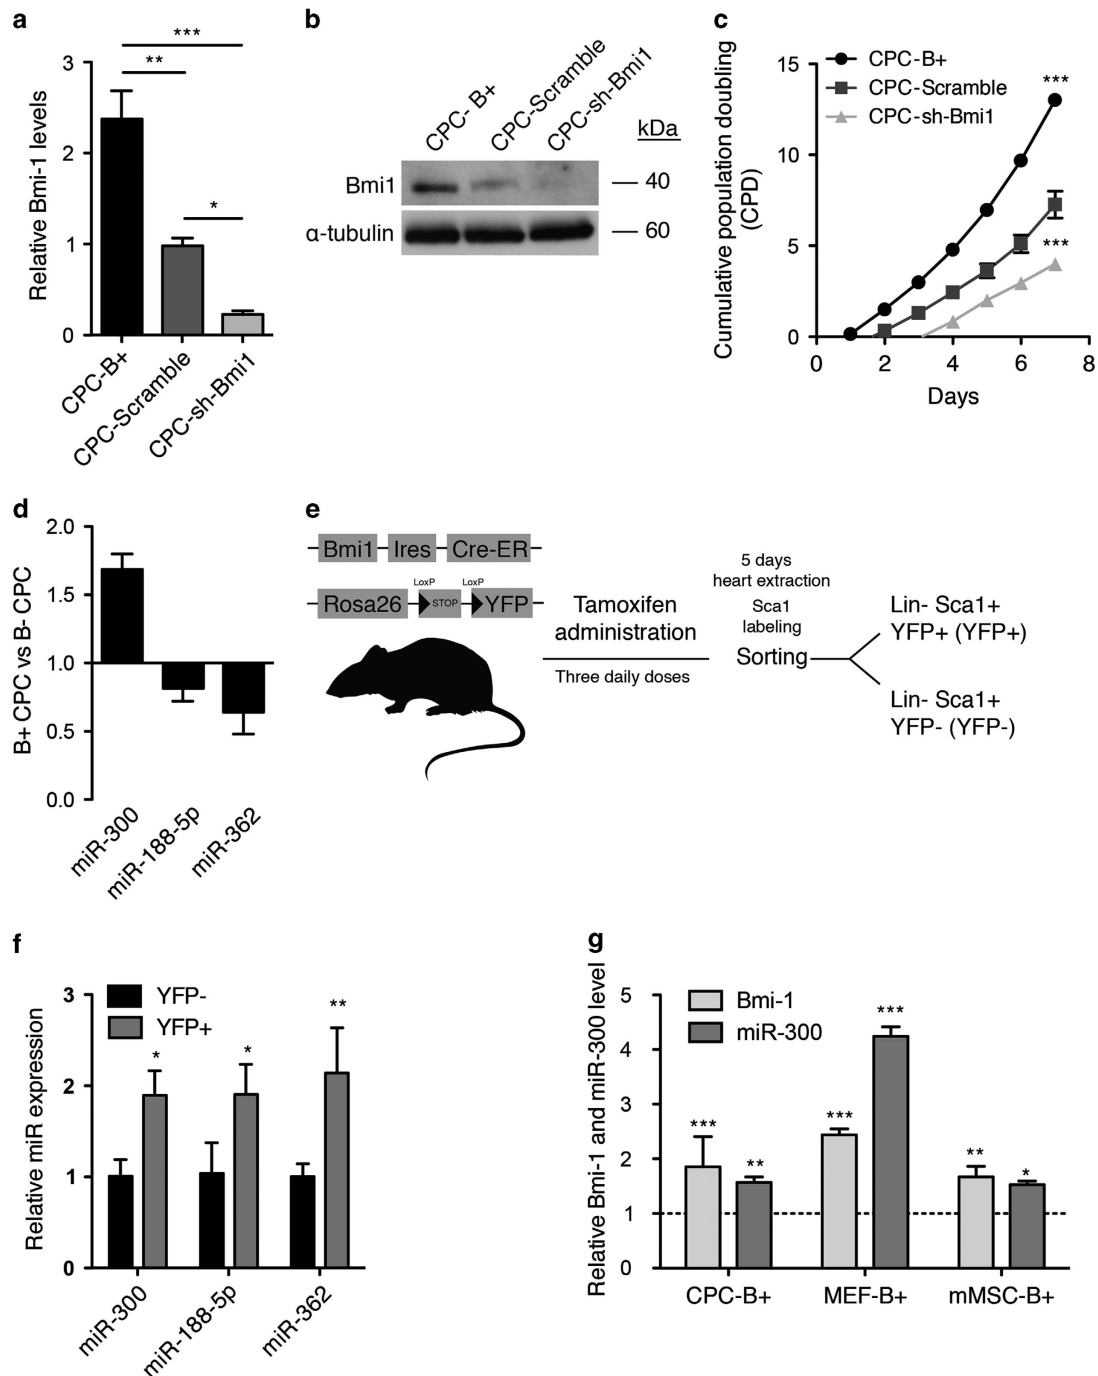 a
***
**
*
3
2
1
0
Relative Bmi-1 levels
CPC-B+
CPC-Scramble
CPC-sh-Bmi1
b
CPC- B+
CPC-Scramble
CPC-sh-Bmi1
kDa
Bmi1
40
α-tubulin
60
c
CPC-B+
CPC-Scramble
CPC-sh-Bmi1
***
***
15
10
5
0
Cumulative population doubling
(CPD)
0 2 4 6 8
Days
d
2.0
1.5
1.0
0.5
0.0
B+ CPC vs B- CPC
miR-300
miR-188-5p
miR-362
e
Bmi1 Ires Cre-ER
LoxP LoxP
Rosa26 STOP YFP
Tamoxifen
administration
Three daily doses
5 days
heart extraction
Sca1
labeling
Sorting
Lin- Sca1+
YFP+ (YFP+)
Lin- Sca1+
YFP- (YFP-)
f
YFP-
YFP+
3
2
1
0
Relative miR expression
* * **
miR-300
miR-188-5p
miR-362
g
Bmi-1
miR-300
5
4
3
2
1
0
Relative Bmi-1 and miR-300 level
*** ** *** *** ** *
CPC-B+ MEF-B+ mMSC-B+